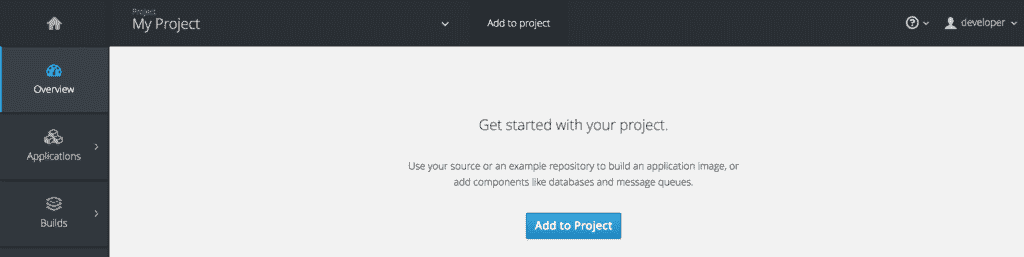 Project
My Project
Add to project
developer
Overview
Applications
Builds
Get started with your project.
Use your source or an example repository to build an application image, or
add components like databases and message queues.
Add to Project